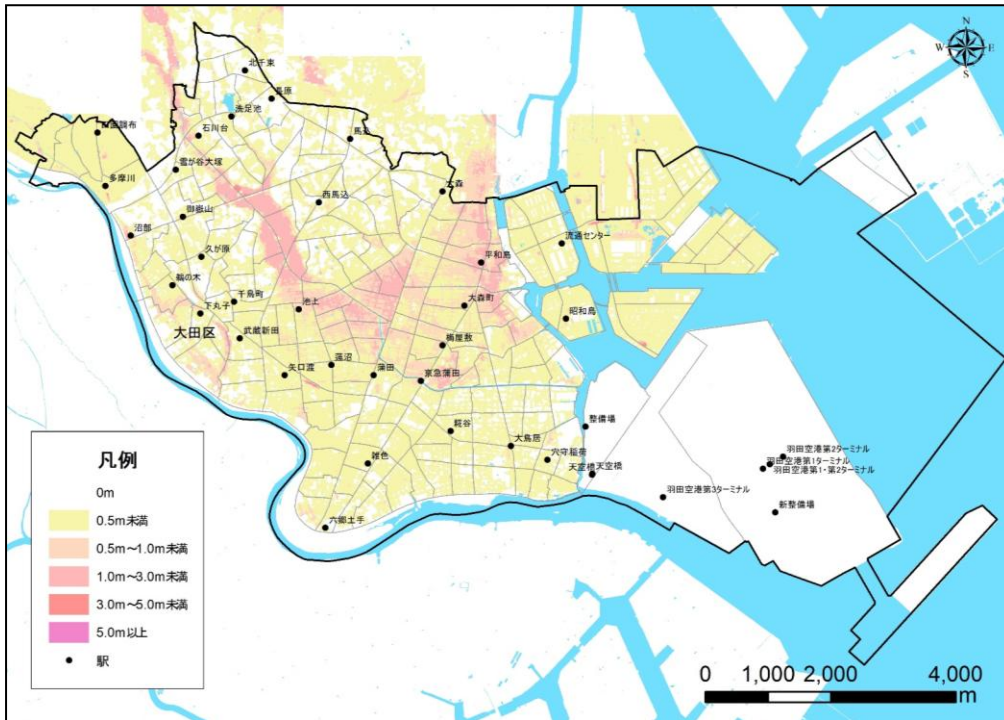 N
W E
S
北千束
長原
洗足池
田園調布
石川台
馬込
雪が谷大塚
多摩川
大森
西馬込
御嶽山
沼部
流通センター
久が原
平和島
鵜の木
千鳥町
下丸子
池上
大森町
昭和島
大田区
武蔵新田
梅屋敷
蓮沼
矢口渡
蒲田
京急蒲田
糀谷
整備場
大鳥居
穴守稲荷
雑色
天空橋
天空橋
羽田空港第2ターミナル
羽田空港第1ターミナル
羽田空港第1・第2ターミナル
羽田空港第3ターミナル
新整備場
六郷土手
凡例
0m
0.5m未満
0.5m～1.0m未満
1.0m～3.0m未満
3.0m～5.0m未満
5.0m以上
駅
0 1,000 2,000 4,000
m